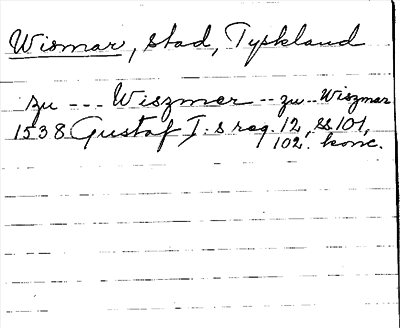 Wismar, stad, Tyskland
zu --- Wiszmer -- zu -- Wiszmar
1538 Gustaf I:s reg. 12, ss 101,
102. konc.